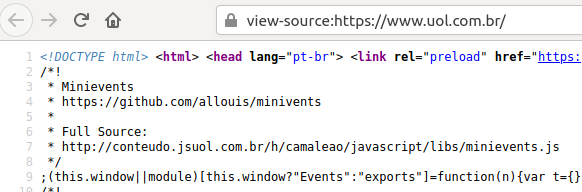 view-source:https://www.uol.com.br/
1 <!DOCTYPE html> <html> <head lang="pt-br"> <link rel="preload" href="https:
2 /*!
3  * Minievents
4  * https://github.com/allouis/minivents
5  *
6  * Full Source:
7  * http://conteudo.jsuol.com.br/h/camaleao/javascript/libs/minievents.js
8  */
9 ;(this.window||module)[this.window?"Events":"exports"]=function(n){var t={}
10 /*!